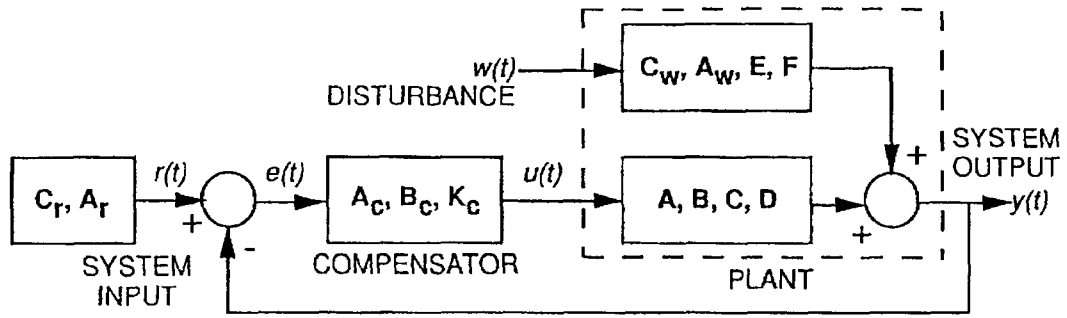 w(t)
DISTURBANCE
C_w, A_w, E, F
SYSTEM
OUTPUT
C_r, A_r
r(t)
e(t)
A_c, B_c, K_c
u(t)
A, B, C, D
+
y(t)
+
-
+
SYSTEM
INPUT
COMPENSATOR
PLANT